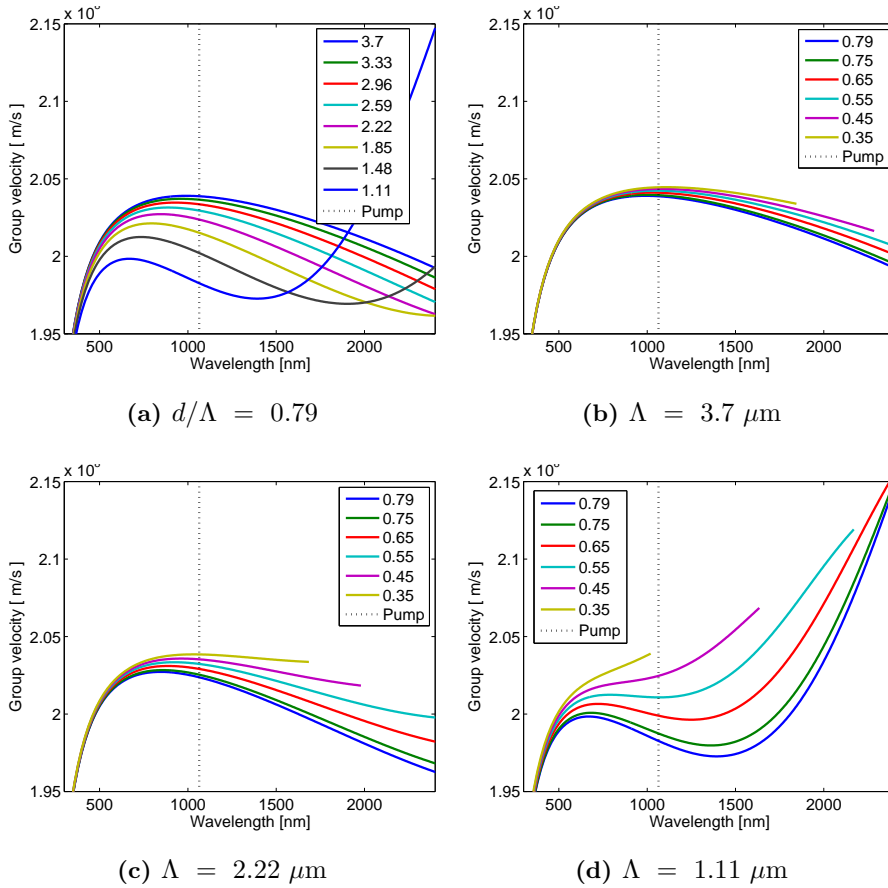 x 10
2.15
2.1
2.05
2
1.95
Group velocity [ m/s]
500 1000 1500 2000
Wavelength [nm]
3.7
3.33
2.96
2.59
2.22
1.85
1.48
1.11
Pump
(a) d/Λ = 0.79
x 10
2.15
2.1
2.05
2
1.95
Group velocity [ m/s]
500 1000 1500 2000
Wavelength [nm]
0.79
0.75
0.65
0.55
0.45
0.35
Pump
(b) Λ = 3.7 μm
x 10
2.15
2.1
2.05
2
1.95
Group velocity [ m/s]
500 1000 1500 2000
Wavelength [nm]
0.79
0.75
0.65
0.55
0.45
0.35
Pump
(c) Λ = 2.22 μm
x 10
2.15
2.1
2.05
2
1.95
Group velocity [ m/s]
500 1000 1500 2000
Wavelength [nm]
0.79
0.75
0.65
0.55
0.45
0.35
Pump
(d) Λ = 1.11 μm